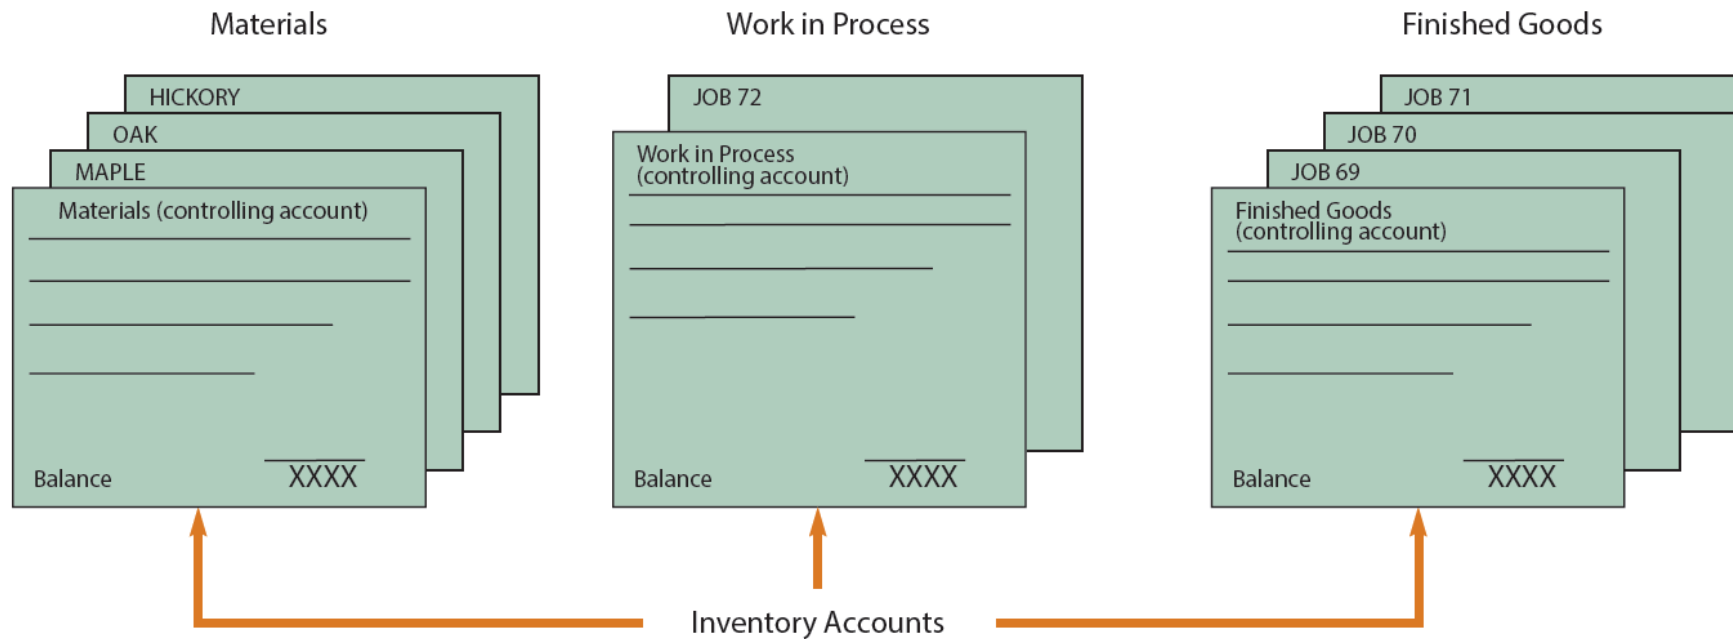 Materials
Work in Process
Finished Goods
HICKORY
OAK
MAPLE
Materials (controlling account)
Balance
XXXX
JOB 72
Work in Process
(controlling account)
Balance
XXXX
JOB 71
JOB 70
JOB 69
Finished Goods
(controlling account)
Balance
XXXX
Inventory Accounts